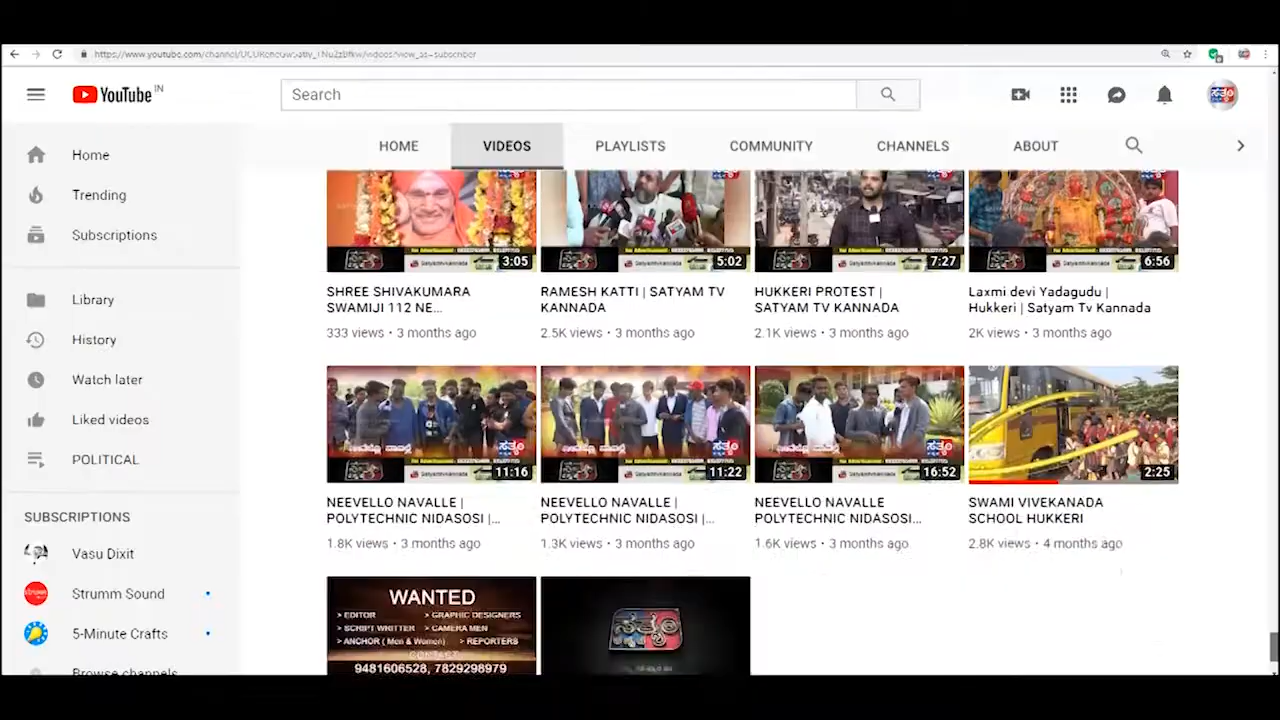 YouTube IN
Search
HOME
VIDEOS
PLAYLISTS
COMMUNITY
CHANNELS
ABOUT
Home
Trending
Subscriptions
Library
History
Watch later
Liked videos
POLITICAL
SUBSCRIPTIONS
Vasu Dixit
Strumm Sound
5-Minute Crafts
Browse channels
3:05
5:02
7:27
6:56
SHREE SHIVAKUMARA
SWAMIJI 112 NE...
333 views • 3 months ago
RAMESH KATTI | SATYAM TV
KANNADA
2.5K views • 3 months ago
HUKKERI PROTEST |
SATYAM TV KANNADA
2.1K views • 3 months ago
Laxmi devi Yadagudu |
Hukkeri | Satyam Tv Kannada
2K views • 3 months ago
ಸತ್ಯಂ
11:16
ಸತ್ಯಂ
11:22
ಸತ್ಯಂ
16:52
2:25
NEEVELLO NAVALLE |
POLYTECHNIC NIDASOSI |...
1.8K views • 3 months ago
NEEVELLO NAVALLE |
POLYTECHNIC NIDASOSI |...
1.3K views • 3 months ago
NEEVELLO NAVALLE
POLYTECHNIC NIDASOSI...
1.6K views • 3 months ago
SWAMI VIVEKANADA
SCHOOL HUKKERI
2.8K views • 4 months ago
WANTED
> EDITOR > GRAPHIC DESIGNERS
> SCRIPT WRITTER > CAMERA MEN
> ANCHOR ( Men & Women) > REPORTERS
CONTACT
9481606528, 7829298979
ಸತ್ಯಂ